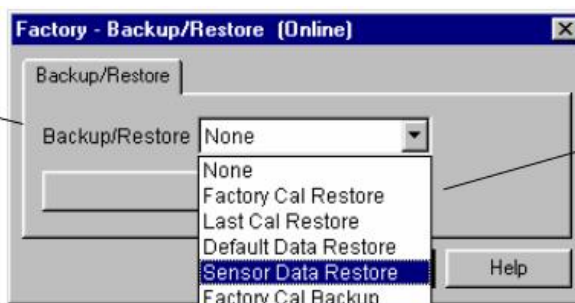 Factory - Backup/Restore (Online)
Backup/Restore
Backup/Restore None
None
Factory Cal Restore
Last Cal Restore
Default Data Restore
Sensor Data Restore
Help
Factory Cal Backup